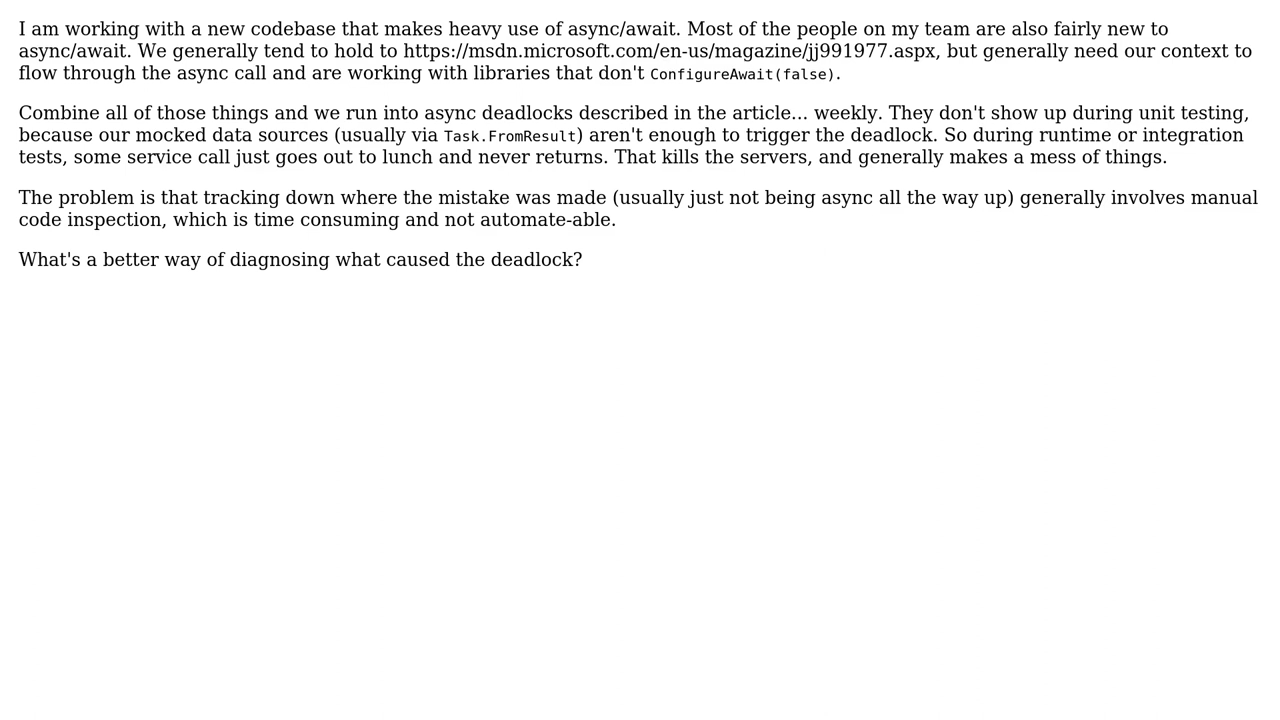 I am working with a new codebase that makes heavy use of async/await. Most of the people on my team are also fairly new to
async/await. We generally tend to hold to https://msdn.microsoft.com/en-us/magazine/jj991977.aspx, but generally need our context to
flow through the async call and are working with libraries that don't ConfigureAwait(false).
Combine all of those things and we run into async deadlocks described in the article... weekly. They don't show up during unit testing,
because our mocked data sources (usually via Task.FromResult) aren't enough to trigger the deadlock. So during runtime or integration
tests, some service call just goes out to lunch and never returns. That kills the servers, and generally makes a mess of things.
The problem is that tracking down where the mistake was made (usually just not being async all the way up) generally involves manual
code inspection, which is time consuming and not automate-able.
What's a better way of diagnosing what caused the deadlock?